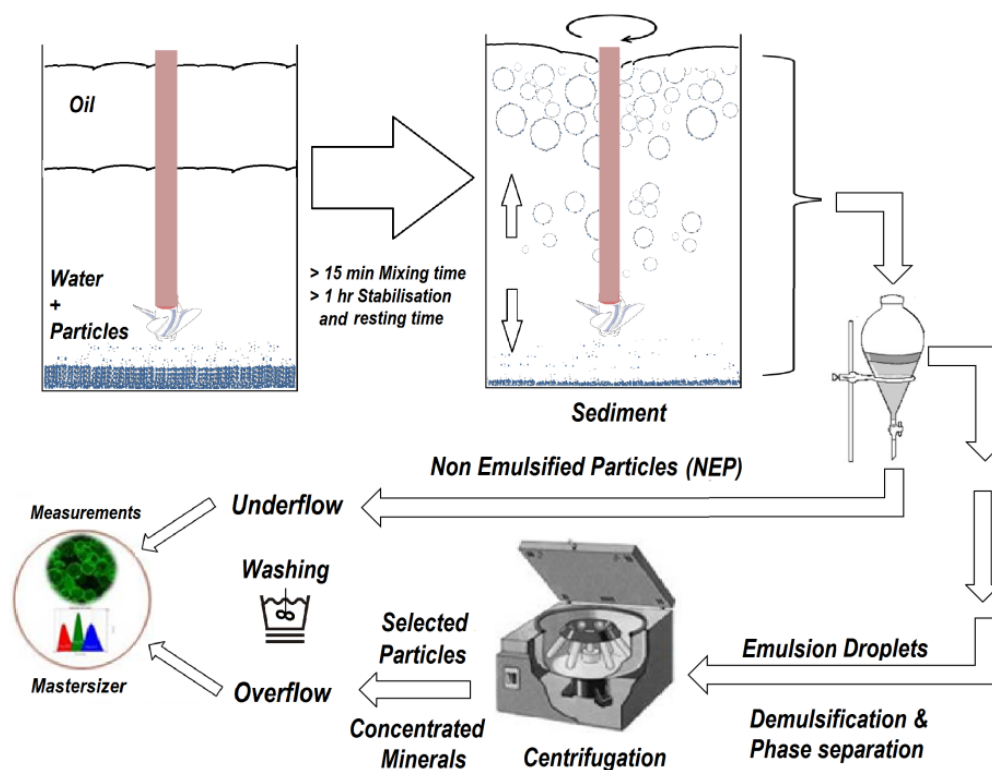 Oil
Water
+
Particles
> 15 min Mixing time
> 1 hr Stabilisation
and resting time
Sediment
Non Emulsified Particles (NEP)
Underflow
Measurements
Washing
Mastersizer
Overflow
Selected
Particles
Concentrated
Minerals
Centrifugation
Emulsion Droplets
Demulsification &
Phase separation